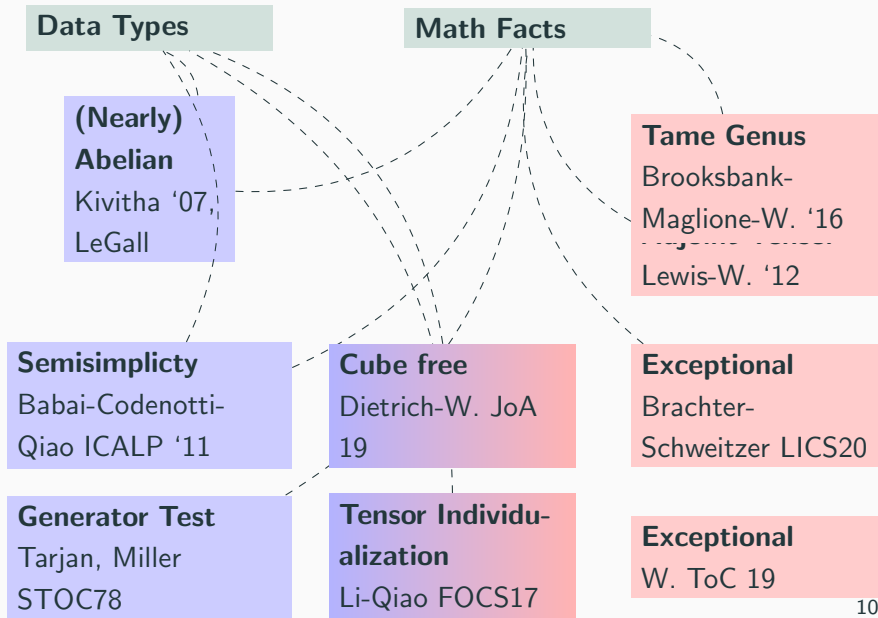 Data Types
Math Facts
(Nearly)
Abelian
Kivitha ‘07,
LeGall
Tame Genus
Brooksbank-
Maglione-W. ‘16
Lewis-W. ‘12
Semisimplicty
Babai-Codenotti-
Qiao ICALP ‘11
Cube free
Dietrich-W. JoA
19
Exceptional
Brachter-
Schweitzer LICS20
Generator Test
Tarjan, Miller
STOC78
Tensor Individu-
alization
Li-Qiao FOCS17
Exceptional
W. ToC 19
10